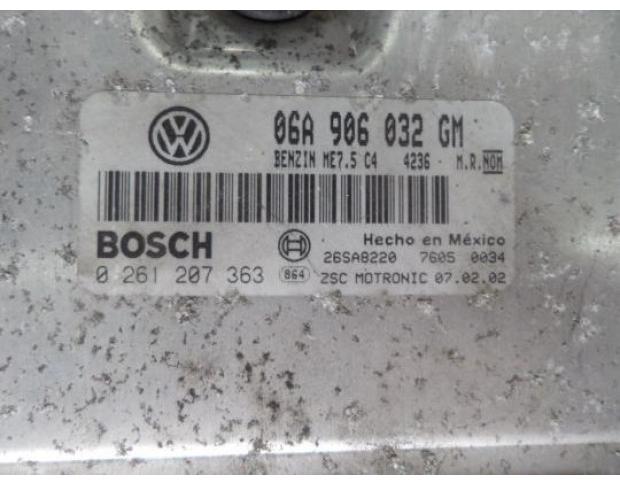 06A 906 032 GM
BENZIN ME7.5 C4 4236 M.R.NOM
BOSCH
Hecho en México
26SA8220 7605 0034
0 261 207 363 864 ZSC MOTRONIC 07.02.02